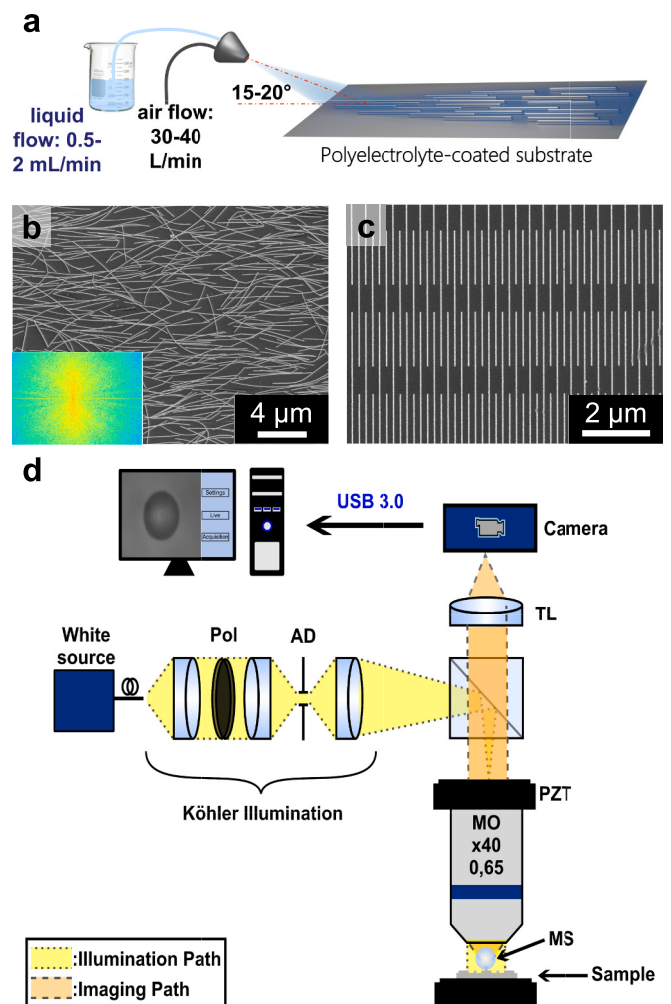 a
liquid
flow: 0.5-
2 mL/min
air flow:
30-40
L/min
15-20°
Polyelectrolyte-coated substrate
b
4 µm
c
2 µm
d
Settings
Live
Acquisition
USB 3.0
Camera
TL
White
source
Pol
AD
Köhler Illumination
PZT
MO
x40
0,65
MS
Sample
:Illumination Path
:Imaging Path